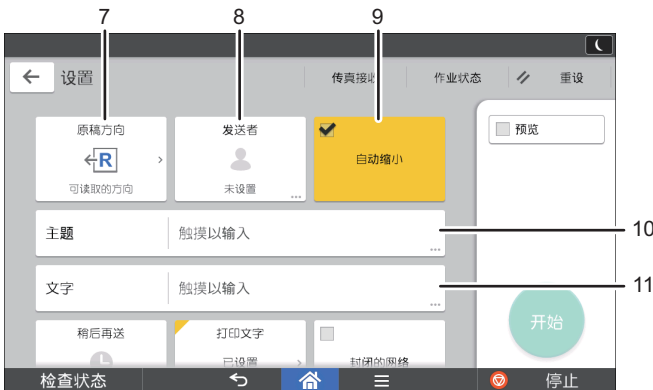 7 8 9
设置 传真接收 作业状态 重设
原稿方向 发送者 自动缩小 预览
R
可读取的方向 未设置
主题 触摸以输入 10
文字 触摸以输入 11
稍后再送 打印文字
已设置 封闭的网络
开始
检查状态 停止